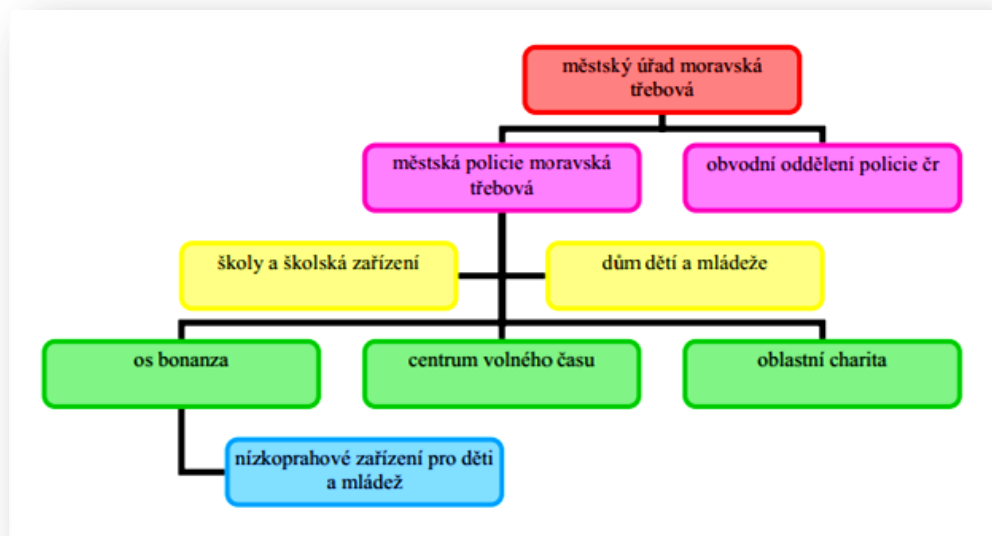 městský úřad moravská
třebová
městská policie moravská
třebová
obvodní oddělení policie čr
školy a školská zařízení
dům dětí a mládeže
os bonanza
centrum volného času
oblastní charita
nízkoprahové zařízení pro děti
a mládež